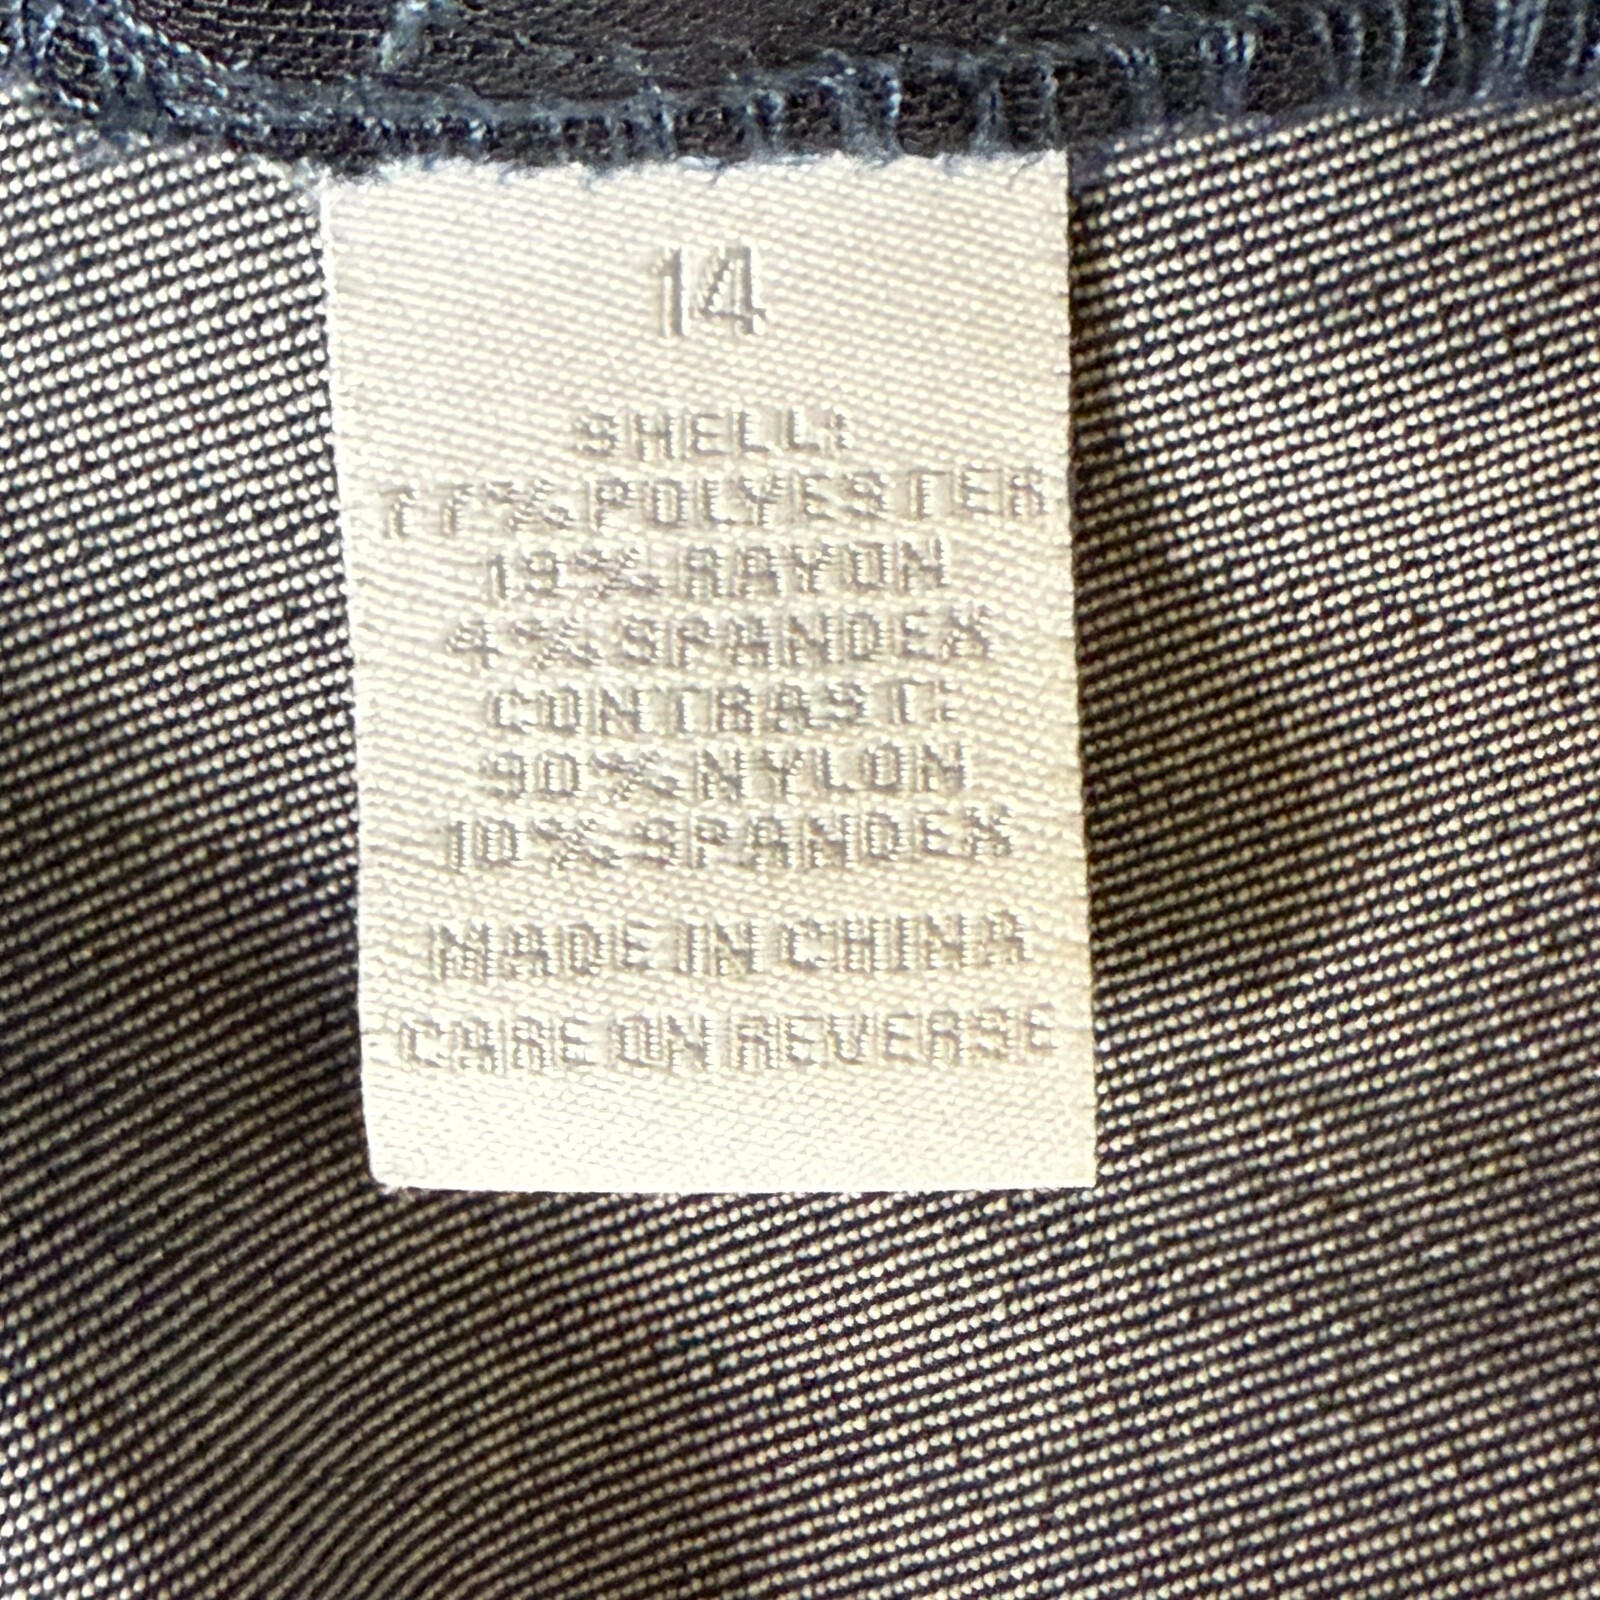 14
SHELL:
77%POLYESTER
19% RAYON
4% SPANDEX
CONTRAST:
90%NYLON
10%SPANDEX
MADE IN CHINA
CARE ON REVERSE